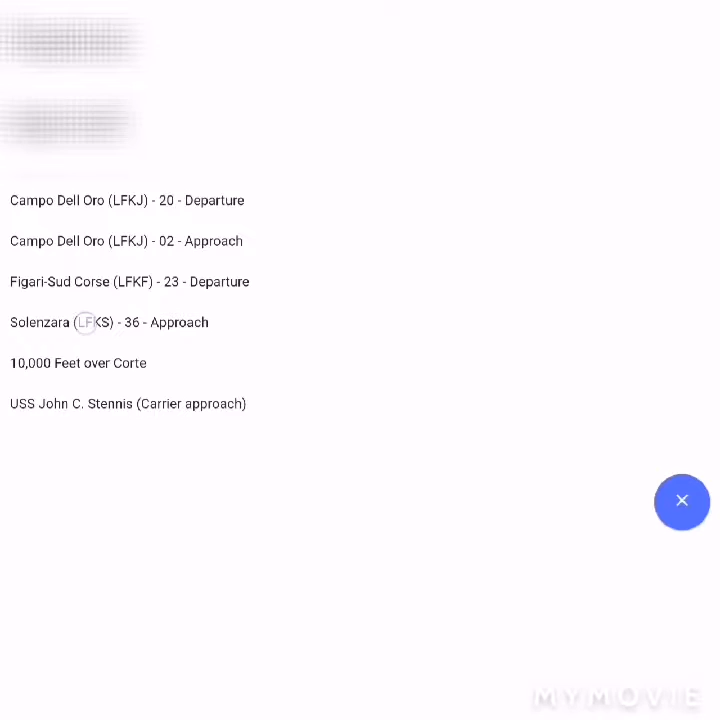 Campo Dell Oro (LFKJ) - 20 - Departure
Campo Dell Oro (LFKJ) - 02 - Approach
Figari-Sud Corse (LFKF) - 23 - Departure
Solenzara (LFKS) - 36 - Approach
10,000 Feet over Corte
USS John C. Stennis (Carrier approach)
MYMOVIE